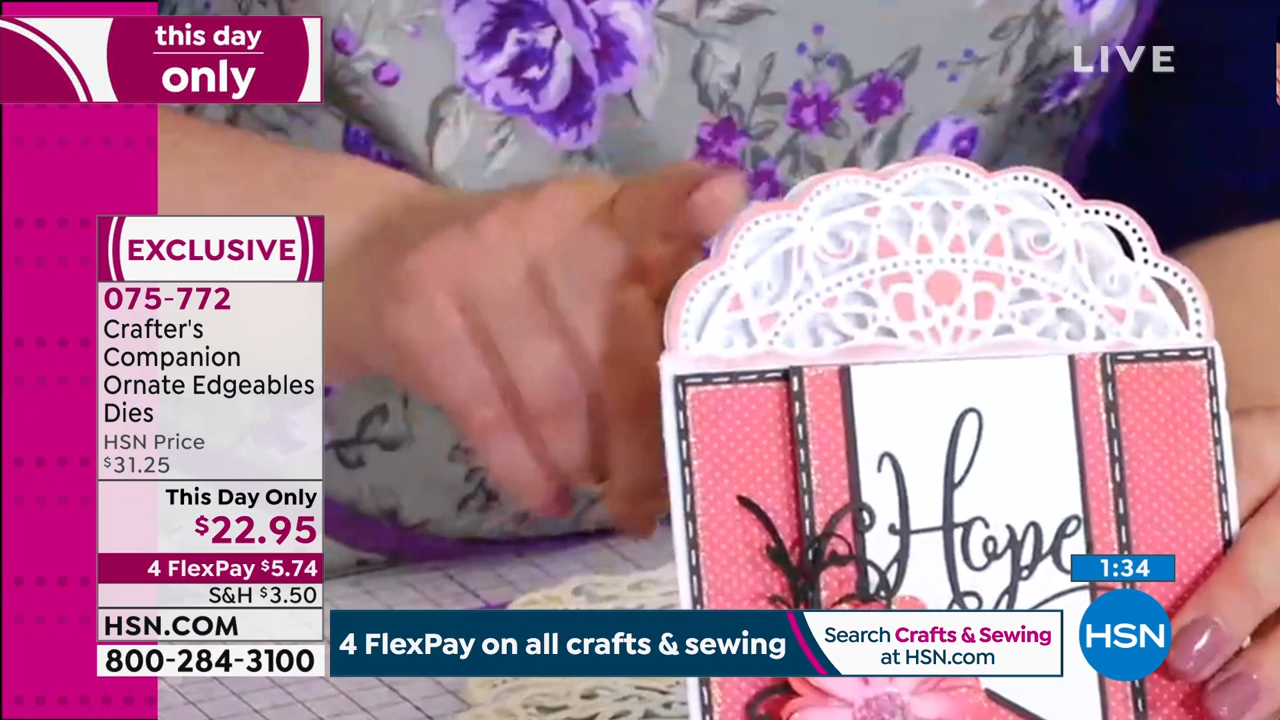 this day
only
LIVE
EXCLUSIVE
075-772
Crafter's
Companion
Ornate Edgeables
Dies
HSN Price
$31.25
This Day Only
$22.95
4 FlexPay $5.74
S&H $3.50
HSN.COM
800-284-3100
Hope
1:34
4 FlexPay on all crafts & sewing
Search Crafts & Sewing
at HSN.com
HSN